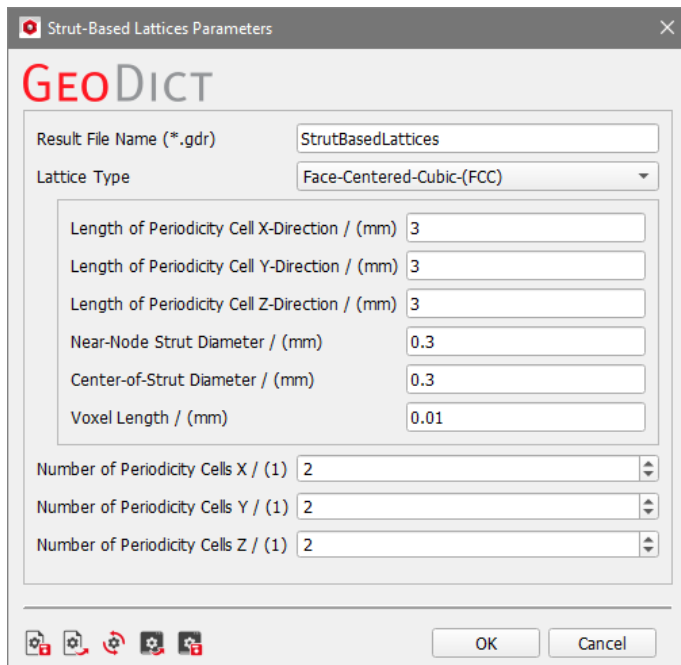 Strut-Based Lattices Parameters
GEODICT
Result File Name (*.gdr) StrutBasedLattices
Lattice Type Face-Centered-Cubic-(FCC)
Length of Periodicity Cell X-Direction / (mm) 3
Length of Periodicity Cell Y-Direction / (mm) 3
Length of Periodicity Cell Z-Direction / (mm) 3
Near-Node Strut Diameter / (mm) 0.3
Center-of-Strut Diameter / (mm) 0.3
Voxel Length / (mm) 0.01
Number of Periodicity Cells X / (1) 2
Number of Periodicity Cells Y / (1) 2
Number of Periodicity Cells Z / (1) 2
OK Cancel